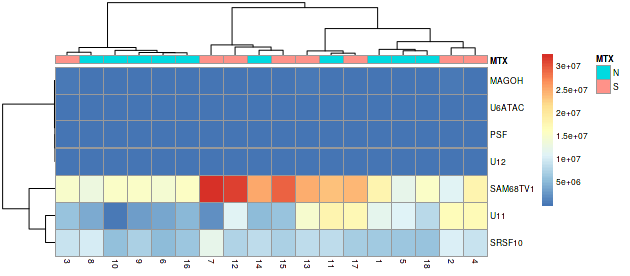 MTX
MAGOH
U6ATAC
PSF
U12
SAM68TV1
U11
SRSF10
3 8 10 9 6 16 7 12 14 15 13 11 17 1 5 18 2 4
3e+07
2.5e+07
2e+07
1.5e+07
1e+07
5e+06
MTX
N
S